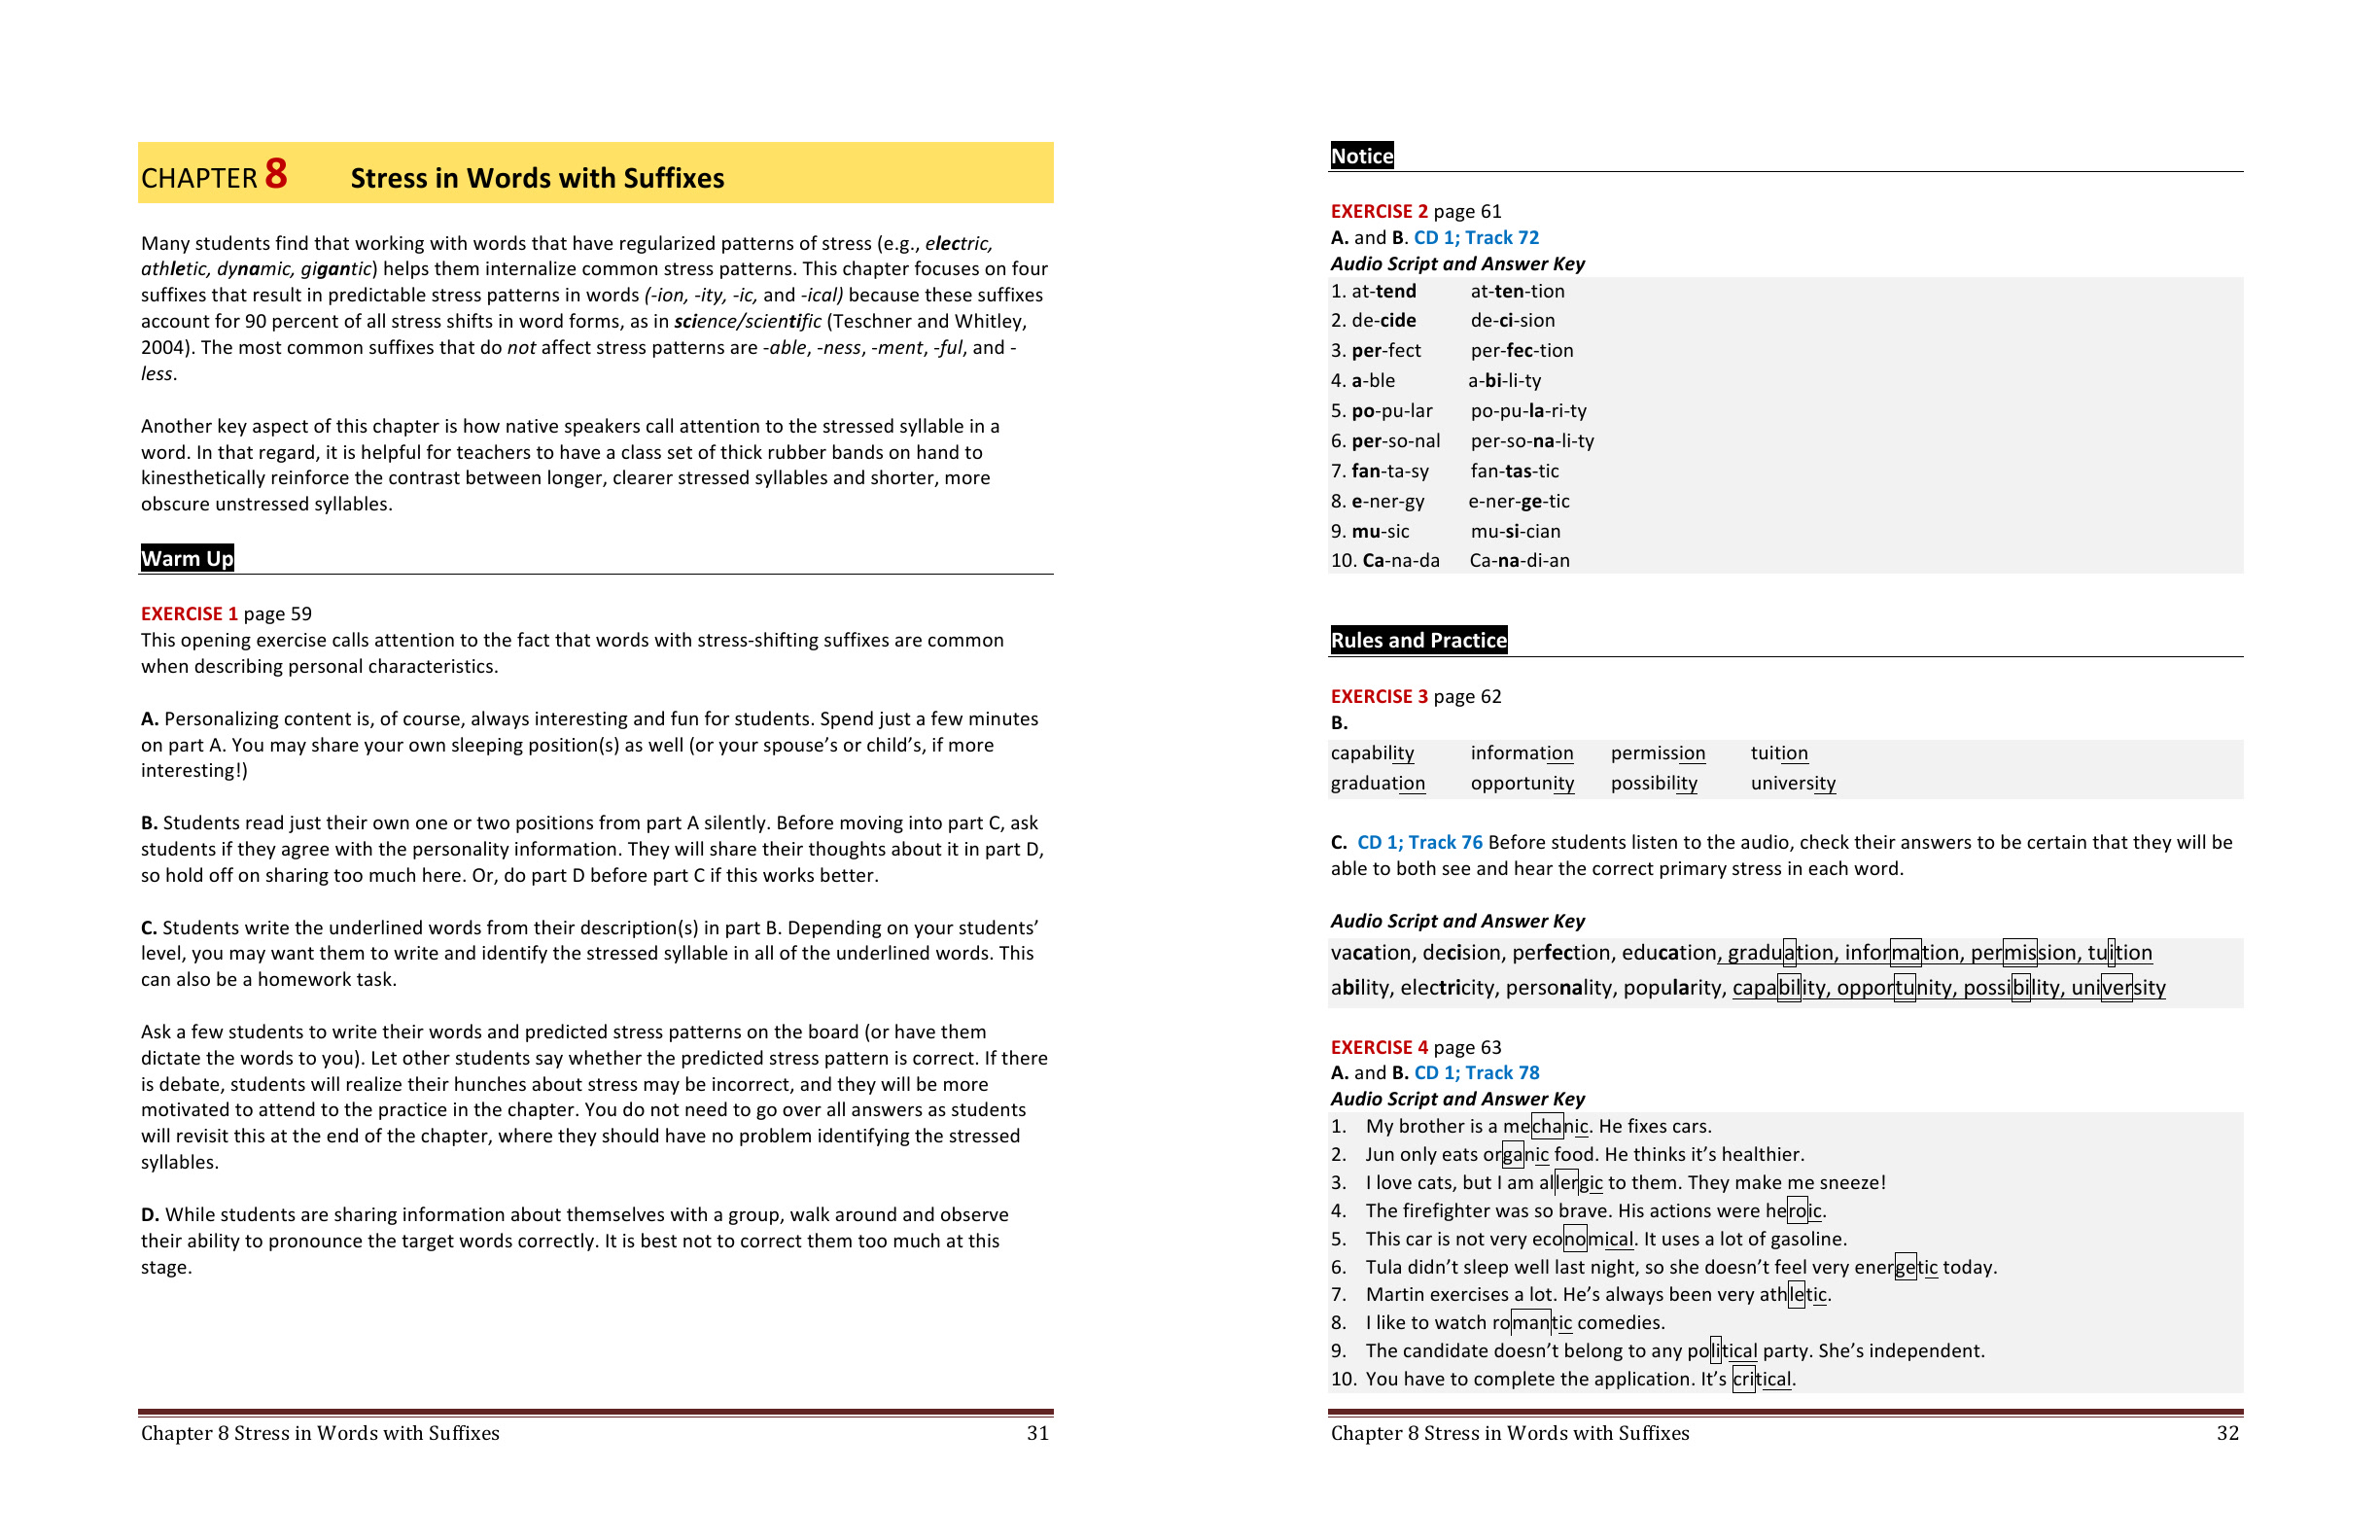 CHAPTER 8 Stress in Words with Suffixes
Many students find that working with words that have regularized patterns of stress (e.g., electric,
athletic, dynamic, gigantic) helps them internalize common stress patterns. This chapter focuses on four
suffixes that result in predictable stress patterns in words (-ion, -ity, -ic, and -ical) because these suffixes
account for 90 percent of all stress shifts in word forms, as in science/scientific (Teschner and Whitley,
2004). The most common suffixes that do not affect stress patterns are -able, -ness, -ment, -ful, and -
less.
Another key aspect of this chapter is how native speakers call attention to the stressed syllable in a
word. In that regard, it is helpful for teachers to have a class set of thick rubber bands on hand to
kinesthetically reinforce the contrast between longer, clearer stressed syllables and shorter, more
obscure unstressed syllables.
Warm Up
EXERCISE 1 page 59
This opening exercise calls attention to the fact that words with stress-shifting suffixes are common
when describing personal characteristics.
A. Personalizing content is, of course, always interesting and fun for students. Spend just a few minutes
on part A. You may share your own sleeping position(s) as well (or your spouse’s or child’s, if more
interesting!)
B. Students read just their own one or two positions from part A silently. Before moving into part C, ask
students if they agree with the personality information. They will share their thoughts about it in part D,
so hold off on sharing too much here. Or, do part D before part C if this works better.
C. Students write the underlined words from their description(s) in part B. Depending on your students’
level, you may want them to write and identify the stressed syllable in all of the underlined words. This
can also be a homework task.
Ask a few students to write their words and predicted stress patterns on the board (or have them
dictate the words to you). Let other students say whether the predicted stress pattern is correct. If there
is debate, students will realize their hunches about stress may be incorrect, and they will be more
motivated to attend to the practice in the chapter. You do not need to go over all answers as students
will revisit this at the end of the chapter, where they should have no problem identifying the stressed
syllables.
D. While students are sharing information about themselves with a group, walk around and observe
their ability to pronounce the target words correctly. It is best not to correct them too much at this
stage.
Chapter 8 Stress in Words with Suffixes 31
Notice
EXERCISE 2 page 61
A. and B. CD 1; Track 72
Audio Script and Answer Key
1. at-tend at-ten-tion
2. de-cide de-ci-sion
3. per-fect per-fec-tion
4. a-ble a-bi-li-ty
5. po-pu-lar po-pu-la-ri-ty
6. per-so-nal per-so-na-li-ty
7. fan-ta-sy fan-tas-tic
8. e-ner-gy e-ner-ge-tic
9. mu-sic mu-si-cian
10. Ca-na-da Ca-na-di-an
Rules and Practice
EXERCISE 3 page 62
B.
capability information permission tuition
graduation opportunity possibility university
C. CD 1; Track 76 Before students listen to the audio, check their answers to be certain that they will be
able to both see and hear the correct primary stress in each word.
Audio Script and Answer Key
vacation, decision, perfection, education, graduation, information, permission, tuition
ability, electricity, personality, popularity, capability, opportunity, possibility, university
EXERCISE 4 page 63
A. and B. CD 1; Track 78
Audio Script and Answer Key
1. My brother is a mechanic. He fixes cars.
2. Jun only eats organic food. He thinks it’s healthier.
3. I love cats, but I am allergic to them. They make me sneeze!
4. The firefighter was so brave. His actions were heroic.
5. This car is not very economical. It uses a lot of gasoline.
6. Tula didn’t sleep well last night, so she doesn’t feel very energetic today.
7. Martin exercises a lot. He’s always been very athletic.
8. I like to watch romantic comedies.
9. The candidate doesn’t belong to any political party. She’s independent.
10. You have to complete the application. It’s critical.
Chapter 8 Stress in Words with Suffixes 32